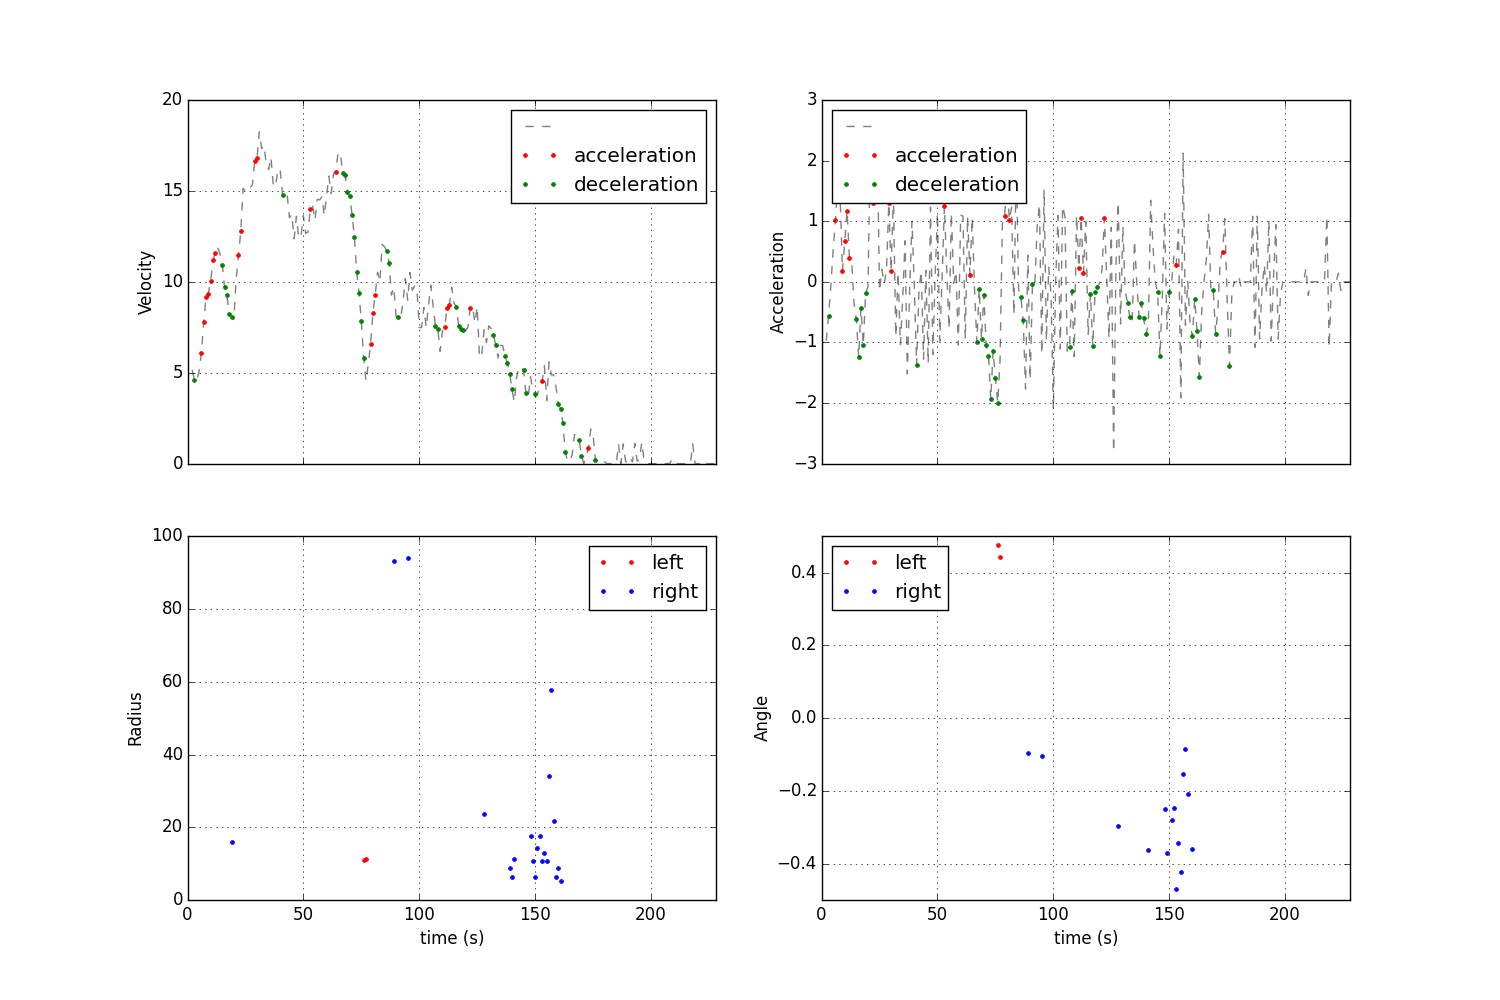 20
15
10
5
0
Velocity
acceleration
deceleration
3
2
1
0
−1
−2
−3
Acceleration
acceleration
deceleration
100
80
60
40
20
0
Radius
left
right
0 50 100 150 200
time (s)
0.4
0.2
0.0
−0.2
−0.4
Angle
left
right
0 50 100 150 200
time (s)